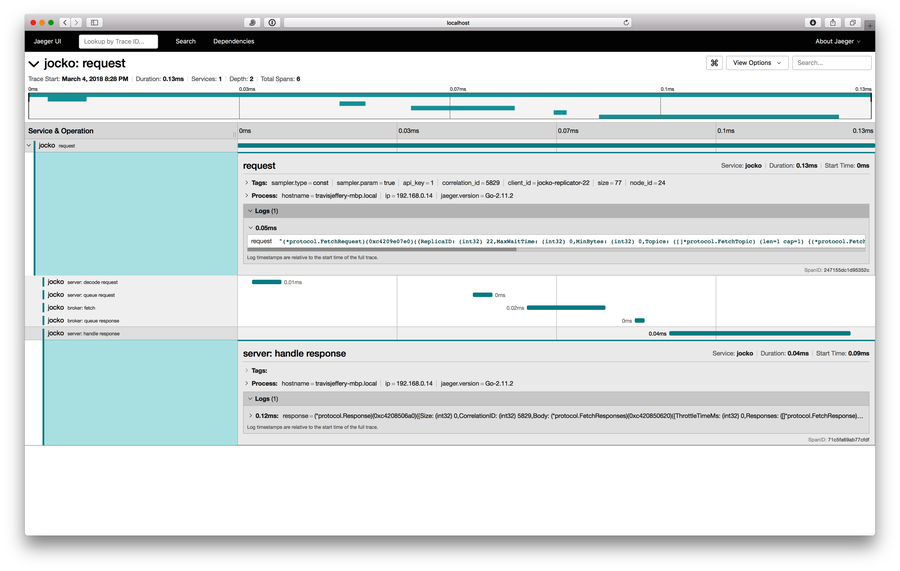 localhost
Jaeger UI Lookup by Trace ID... Search Dependencies About Jaeger
jocko: request
View Options Search...
Trace Start: March 4, 2018 8:28 PM Duration: 0.13ms Services: 1 Depth: 2 Total Spans: 6
0ms 0.03ms 0.07ms 0.1ms 0.13ms
Service & Operation 0ms 0.03ms 0.07ms 0.1ms 0.13ms
jocko request
request Service: jocko Duration: 0.13ms Start Time: 0ms
Tags: sampler.type = const sampler.param = true api_key = 1 correlation_id = 5829 client_id = jocko-replicator-22 size = 77 node_id = 24
Process: hostname = travisjeffery-mbp.local ip = 192.168.0.14 jaeger.version = Go-2.11.2
Logs (1)
0.05ms
request "(*protocol.FetchRequest)(0xc4209e07e0)({ReplicaID: (int32) 22,MaxWaitTime: (int32) 0,MinBytes: (int32) 0,Topics: ([]*protocol.FetchTopic) (len=1 cap=1) {(*protocol.Fetch
Log timestamps are relative to the start time of the full trace.
SpanID: 247155dc1d95352c
jocko server: decode request 0.01ms
jocko server: queue request 0ms
jocko broker: fetch 0.02ms
jocko broker: queue response 0ms
jocko server: handle response 0.04ms
server: handle response Service: jocko Duration: 0.04ms Start Time: 0.09ms
Tags:
Process: hostname = travisjeffery-mbp.local ip = 192.168.0.14 jaeger.version = Go-2.11.2
Logs (1)
0.12ms: response = (*protocol.Response)(0xc4208506a0)({Size: (int32) 0,CorrelationID: (int32) 5829,Body: (*protocol.FetchResponses)(0xc420850620)({ThrottleTimeMs: (int32) 0,Responses: ([]*protocol.FetchResponse)...
Log timestamps are relative to the start time of the full trace.
SpanID: 71c5fa89ab77cfdf